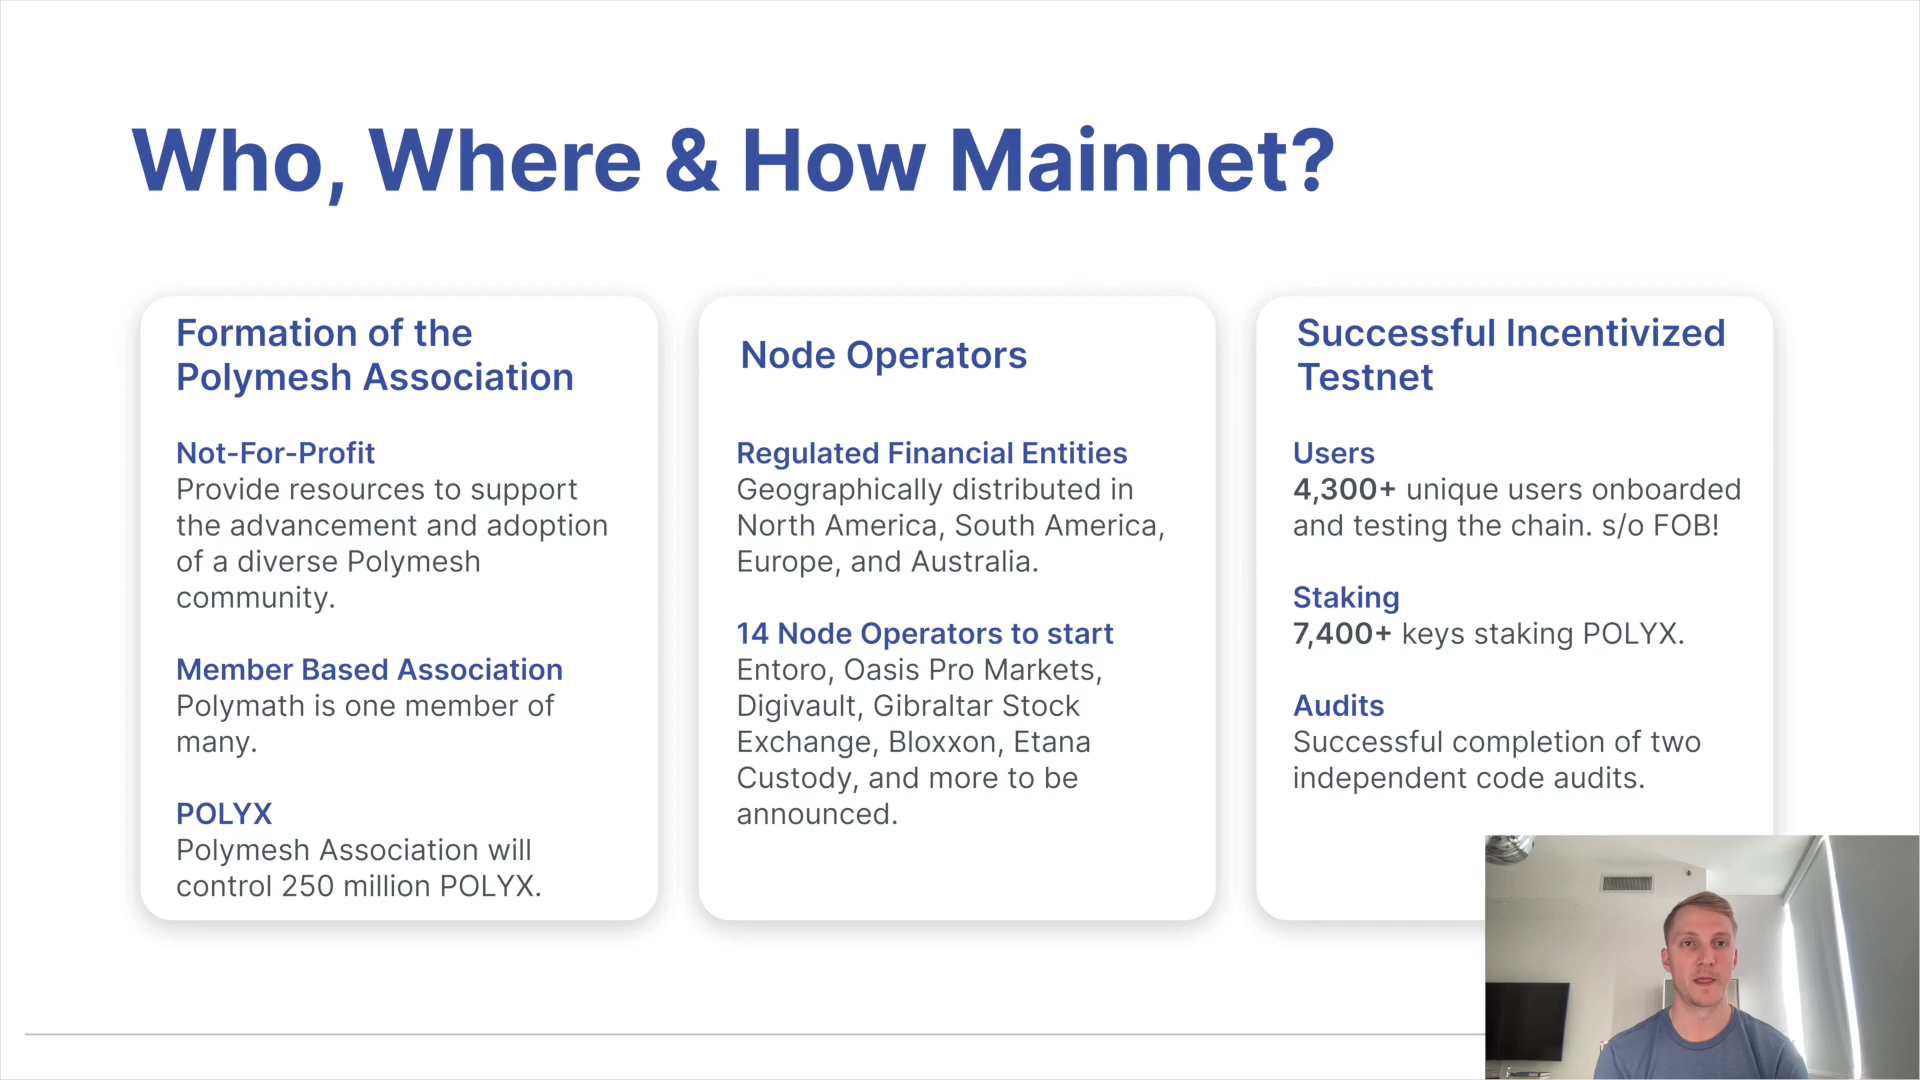 Who, Where & How Mainnet?
Formation of the
Polymesh Association
Not-For-Profit
Provide resources to support
the advancement and adoption
of a diverse Polymesh
community.
Member Based Association
Polymath is one member of
many.
POLYX
Polymesh Association will
control 250 million POLYX.
Node Operators
Regulated Financial Entities
Geographically distributed in
North America, South America,
Europe, and Australia.
14 Node Operators to start
Entoro, Oasis Pro Markets,
Digivault, Gibraltar Stock
Exchange, Bloxxon, Etana
Custody, and more to be
announced.
Successful Incentivized
Testnet
Users
4,300+ unique users onboarded
and testing the chain. s/o FOB!
Staking
7,400+ keys staking POLYX.
Audits
Successful completion of two
independent code audits.